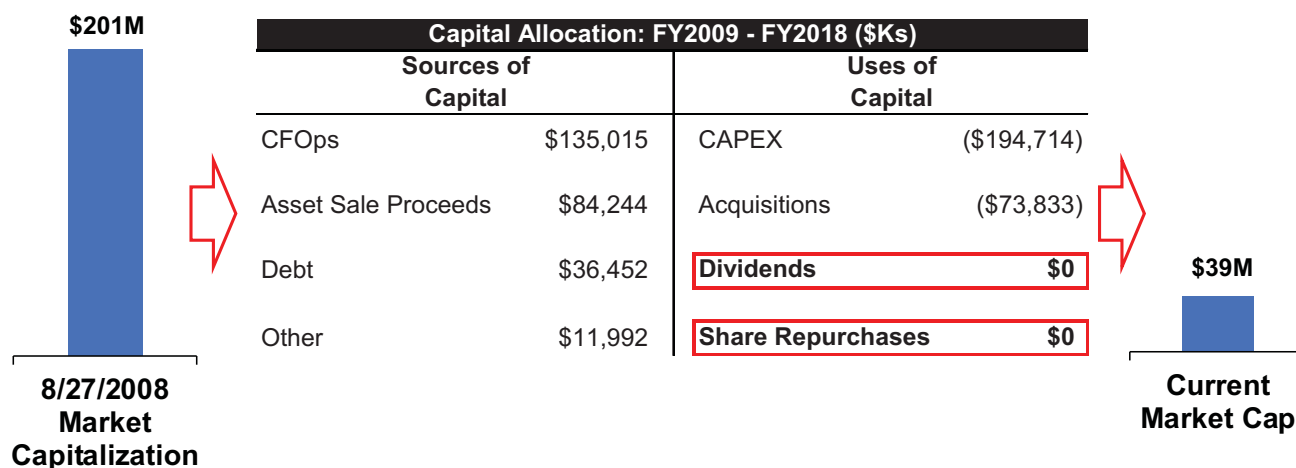 $201M
Capital Allocation: FY2009 - FY2018 ($Ks)
Sources of
Capital
Uses of
Capital
CFOps $135,015 CAPEX ($194,714)
Asset Sale Proceeds $84,244 Acquisitions ($73,833)
Debt $36,452 Dividends $0
Other $11,992 Share Repurchases $0
$39M
8/27/2008
Market
Capitalization
Current
Market Cap